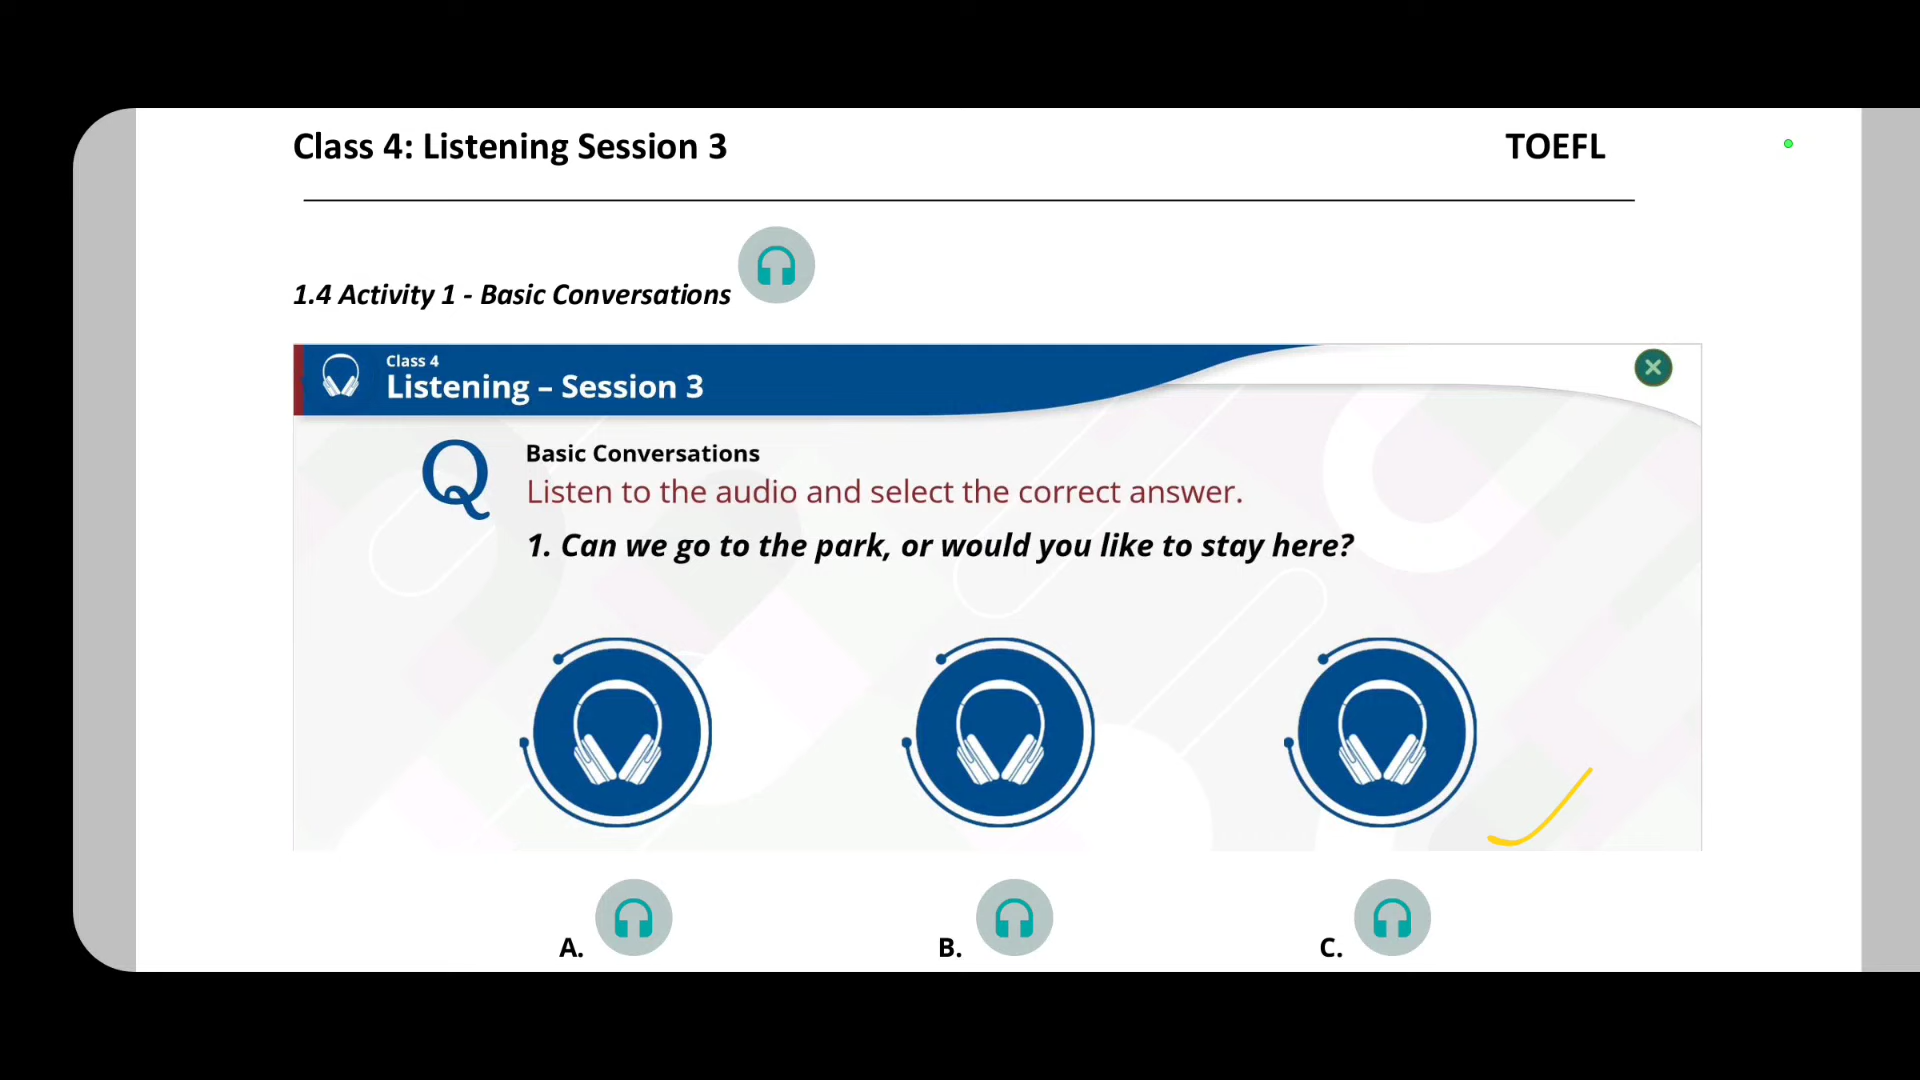 Class 4: Listening Session 3
TOEFL
1.4 Activity 1 - Basic Conversations
Class 4
Listening – Session 3
Q
Basic Conversations
Listen to the audio and select the correct answer.
1. Can we go to the park, or would you like to stay here?
A.
B.
C.